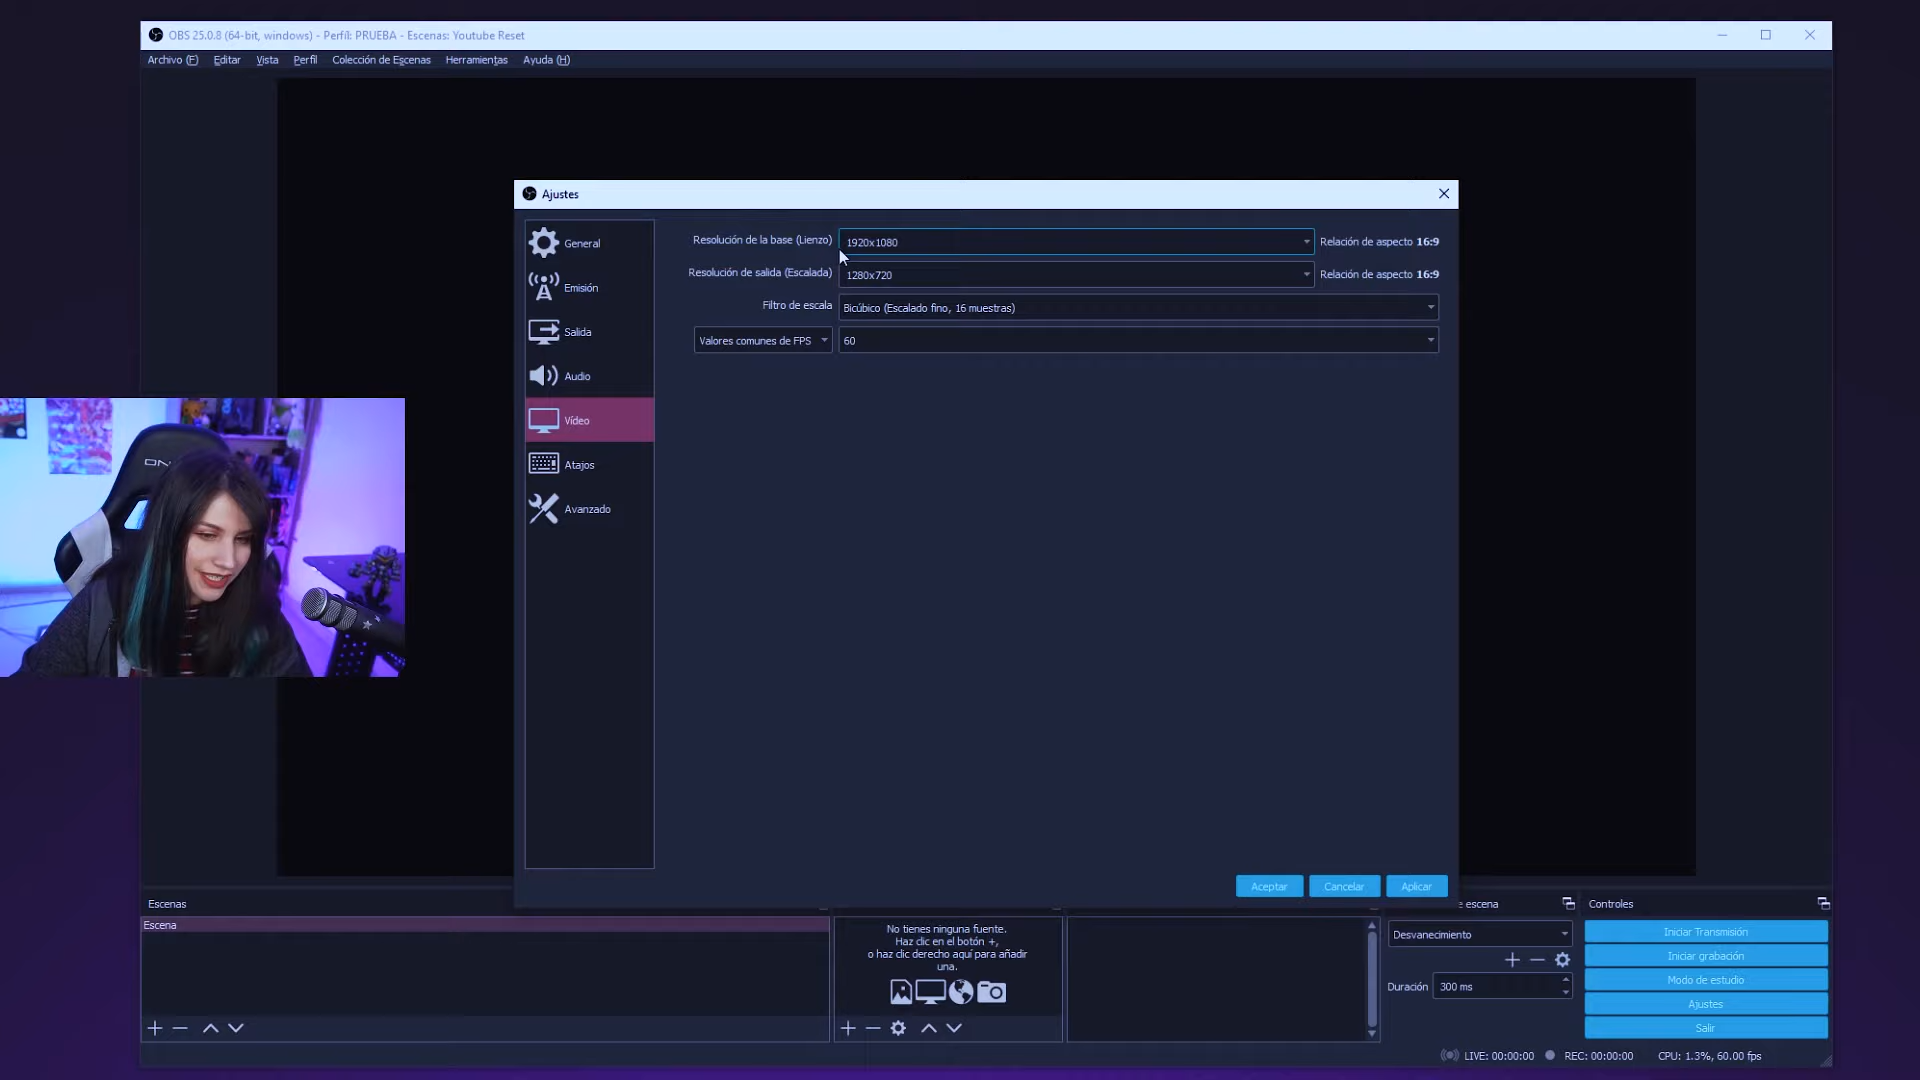 OBS 25.0.8 (64-bit, windows) - Perfil: PRUEBA - Escenas: Youtube Reset
Archivo (F) Editar Vista Perfil Colección de Escenas Herramientas Ayuda (H)
Ajustes
General
Emisión
Salida
Audio
Vídeo
Atajos
Avanzado
Resolución de la base (Lienzo) 1920x1080 Relación de aspecto 16:9
Resolución de salida (Escalada) 1280x720 Relación de aspecto 16:9
Filtro de escala Bicúbico (Escalado fino, 16 muestras)
Valores comunes de FPS 60
ON
Aceptar Cancelar Aplicar
Escenas
Escena
No tienes ninguna fuente.
Haz clic en el botón +,
o haz clic derecho aquí para añadir
una.
e escena
Desvanecimiento
Duración 300 ms
Controles
Iniciar Transmisión
Iniciar grabación
Modo de estudio
Ajustes
Salir
LIVE: 00:00:00 REC: 00:00:00 CPU: 1.3%, 60.00 fps